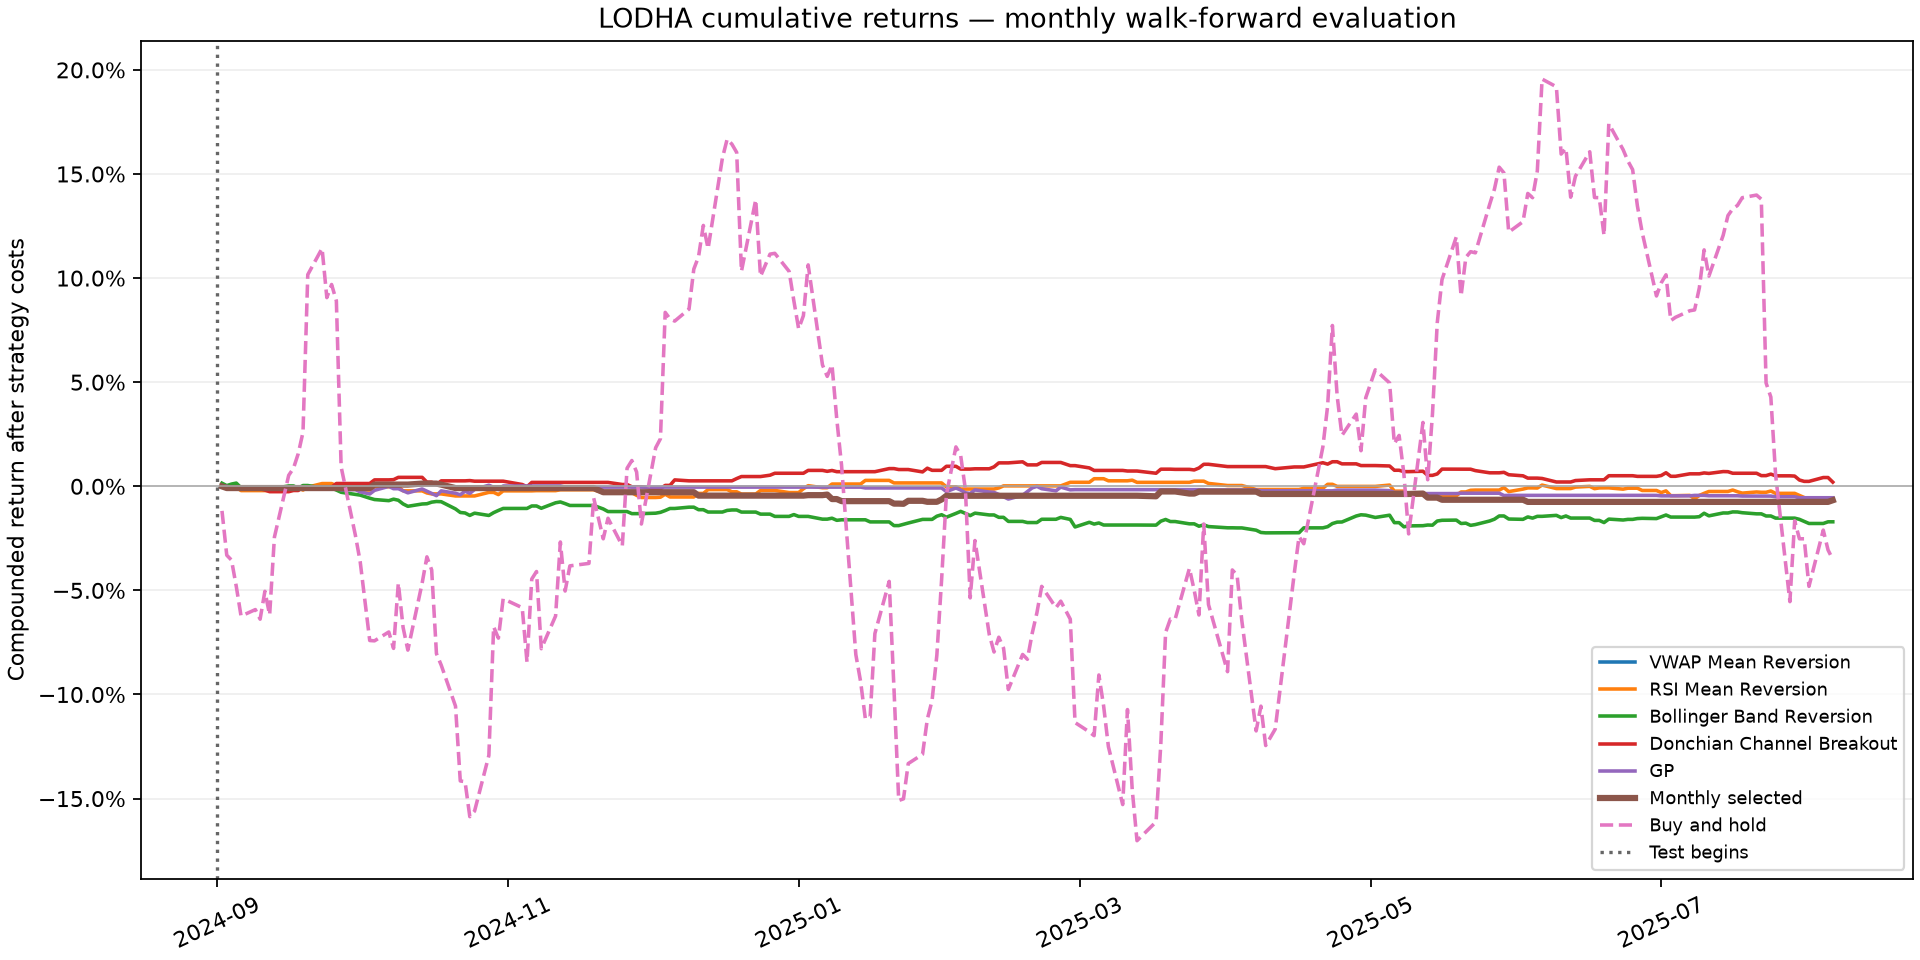 LODHA cumulative returns — monthly walk-forward evaluation
Compounded return after strategy costs
20.0%
15.0%
10.0%
5.0%
0.0%
−5.0%
−10.0%
−15.0%
2024-09
2024-11
2025-01
2025-03
2025-05
2025-07
VWAP Mean Reversion
RSI Mean Reversion
Bollinger Band Reversion
Donchian Channel Breakout
GP
Monthly selected
Buy and hold
Test begins